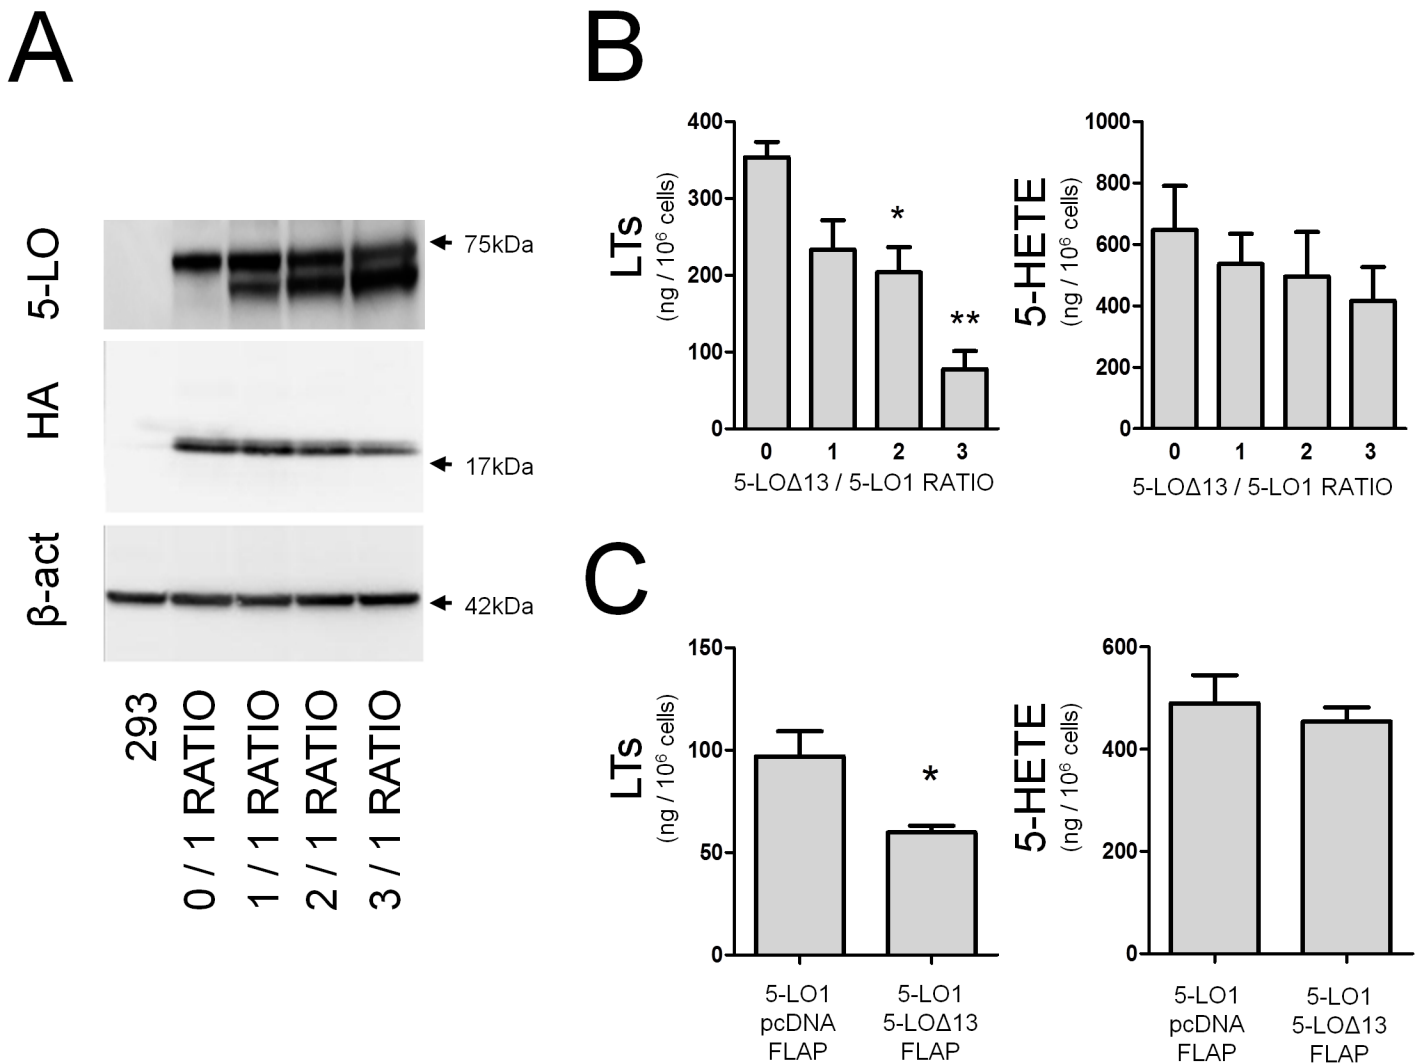 A
5-LO
75kDa
HA
17kDa
β-act
42kDa
293
0 / 1 RATIO
1 / 1 RATIO
2 / 1 RATIO
3 / 1 RATIO
B
LTs
(ng / 10⁶ cells)
400
300
200
100
0
*
**
0 1 2 3
5-LOΔ13 / 5-LO1 RATIO
5-HETE
(ng / 10⁶ cells)
1000
800
600
400
200
0
0 1 2 3
5-LOΔ13 / 5-LO1 RATIO
C
LTs
(ng / 10⁶ cells)
150
100
50
0
*
5-LO1
pcDNA
FLAP
5-LO1
5-LOΔ13
FLAP
5-HETE
(ng / 10⁶ cells)
600
400
200
0
5-LO1
pcDNA
FLAP
5-LO1
5-LOΔ13
FLAP